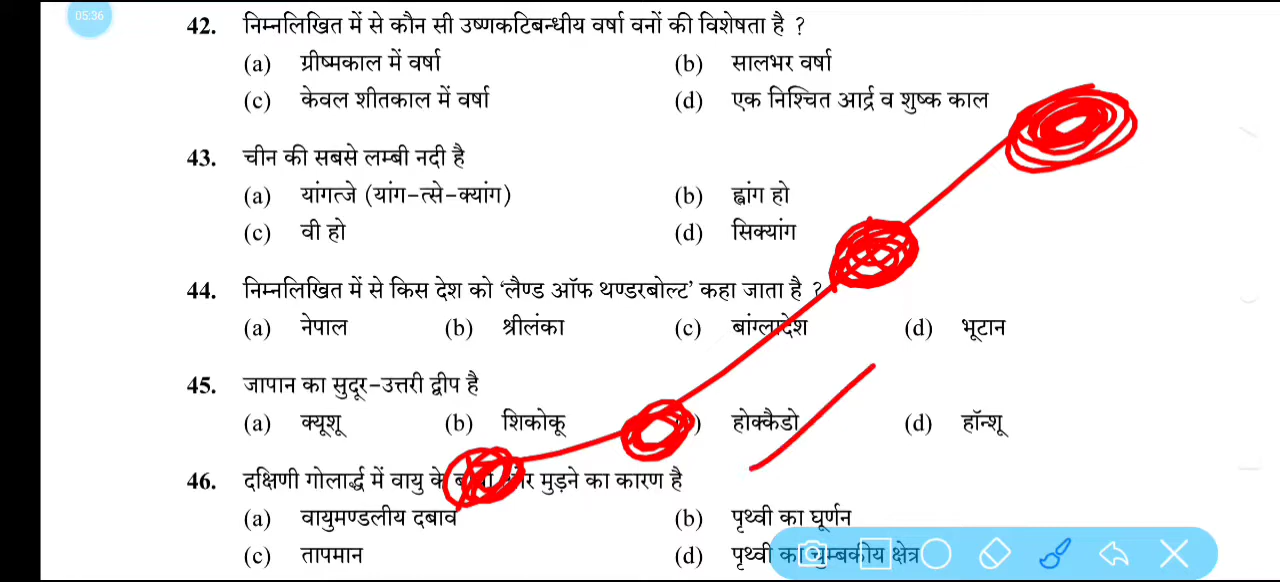 05:36
42. निम्नलिखित में से कौन सी उष्णकटिबन्धीय वर्षा वनों की विशेषता है ?
(a) ग्रीष्मकाल में वर्षा (b) सालभर वर्षा
(c) केवल शीतकाल में वर्षा (d) एक निश्चित आर्द्र व शुष्क काल
43. चीन की सबसे लम्बी नदी है
(a) यांगत्जे (यांग-त्से-क्यांग) (b) ह्वांग हो
(c) वी हो (d) सिक्यांग
44. निम्नलिखित में से किस देश को ‘लैण्ड ऑफ थण्डरबोल्ट’ कहा जाता है ?
(a) नेपाल (b) श्रीलंका (c) बांग्लादेश (d) भूटान
45. जापान का सुदूर-उत्तरी द्वीप है
(a) क्यूशू (b) शिकोकू होक्कैडो (d) हॉन्शू
46. दक्षिणी गोलार्द्ध में वायु के मुड़ने का कारण है
(a) वायुमण्डलीय दबाव (b) पृथ्वी का घूर्णन
(c) तापमान (d) पृथ्वी का चुम्बकीय क्षेत्र